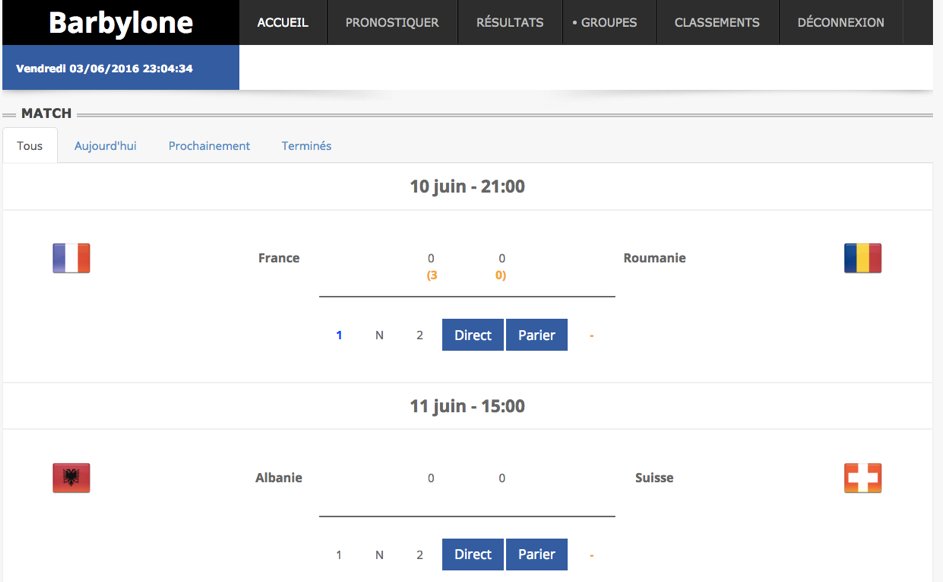 Barbylone ACCUEIL PRONOSTIQUER RÉSULTATS • GROUPES CLASSEMENTS DÉCONNEXION
Vendredi 03/06/2016 23:04:34
MATCH
Tous Aujourd'hui Prochainement Terminés
10 juin - 21:00
France 0 0 Roumanie
(3 0)
1 N 2 Direct Parier -
11 juin - 15:00
Albanie 0 0 Suisse
1 N 2 Direct Parier -